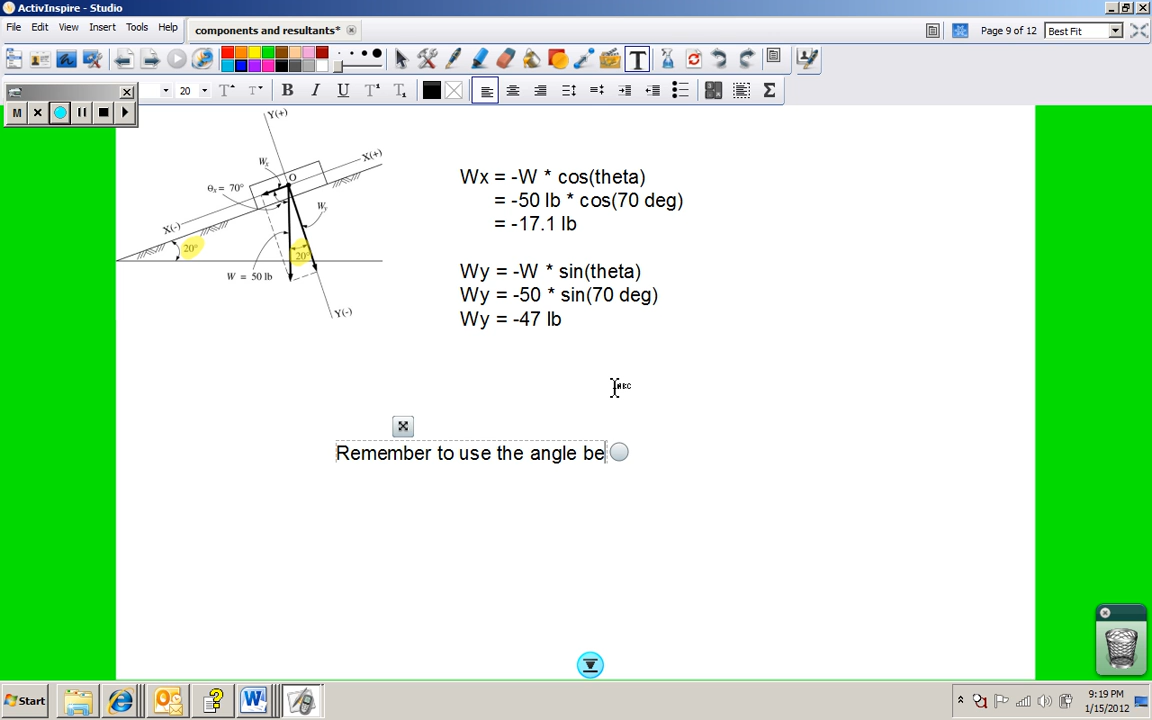 ActivInspire - Studio
File Edit View Insert Tools Help
components and resultants*
Page 9 of 12
Best Fit
20
B I U T T
M
Y(+)
X(+)
Wx
O
θx = 70°
Wy
X(-)
20°
20°
W = 50 lb
Y(-)
Wx = -W * cos(theta)
= -50 lb * cos(70 deg)
= -17.1 lb
Wy = -W * sin(theta)
Wy = -50 * sin(70 deg)
Wy = -47 lb
ABC
Remember to use the angle be
Start
9:19 PM
1/15/2012